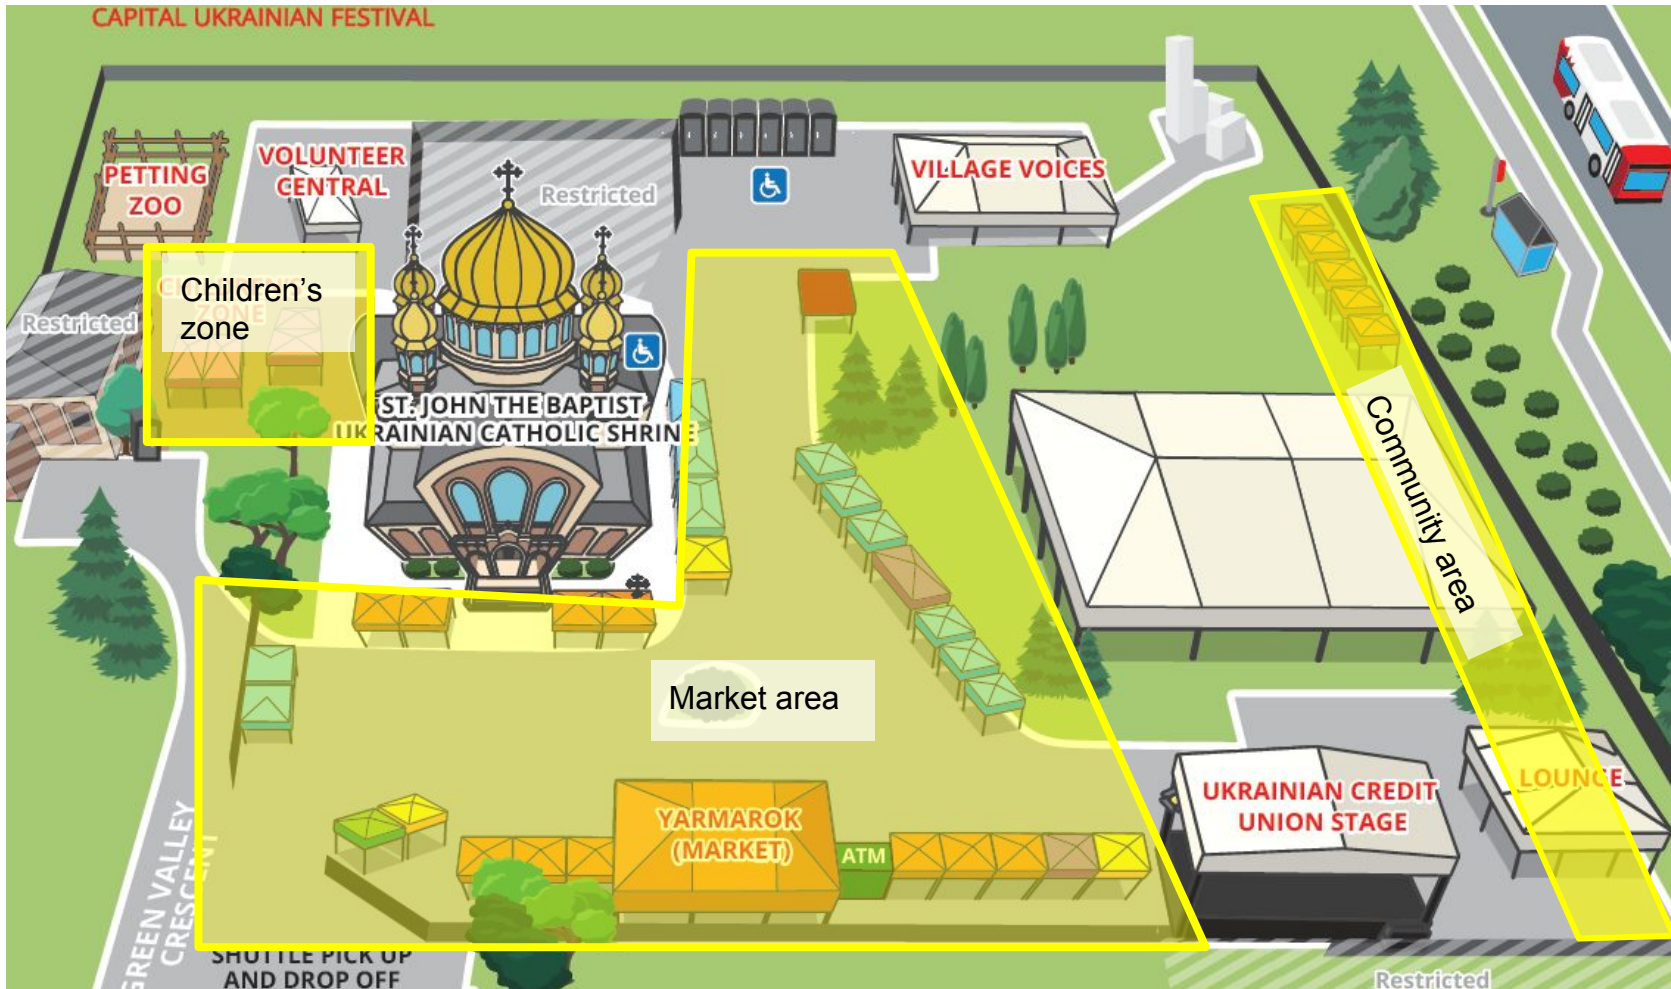 CAPITAL UKRAINIAN FESTIVAL
PETTING
ZOO
VOLUNTEER
CENTRAL
Restricted
VILLAGE VOICES
Restricted
Children's
zone
ZONE
ST. JOHN THE BAPTIST
UKRAINIAN CATHOLIC SHRINE
Community area
Market area
YARMAROK
(MARKET)
ATM
UKRAINIAN CREDIT
UNION STAGE
LOUNGE
GREEN VALLEY
CRESCENT
SHUTTLE PICK UP
AND DROP OFF
Restricted